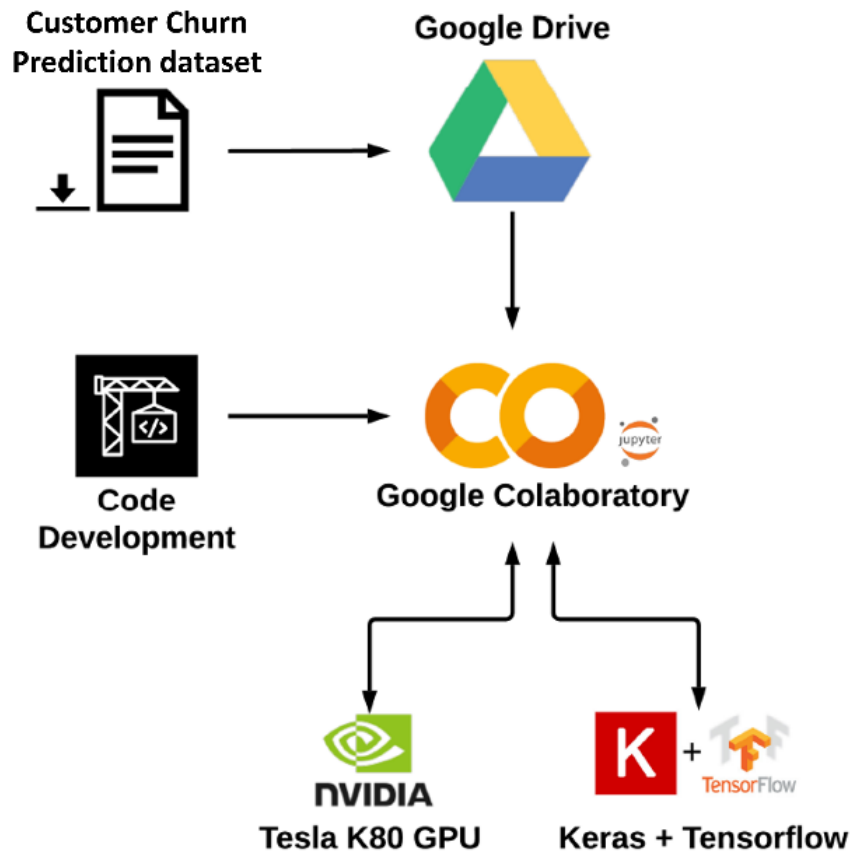 Customer Churn
Prediction dataset
Google Drive
</>
Code
Development
jupyter
Google Colaboratory
nVIDIA
Tesla K80 GPU
K
+
TensorFlow
Keras + Tensorflow